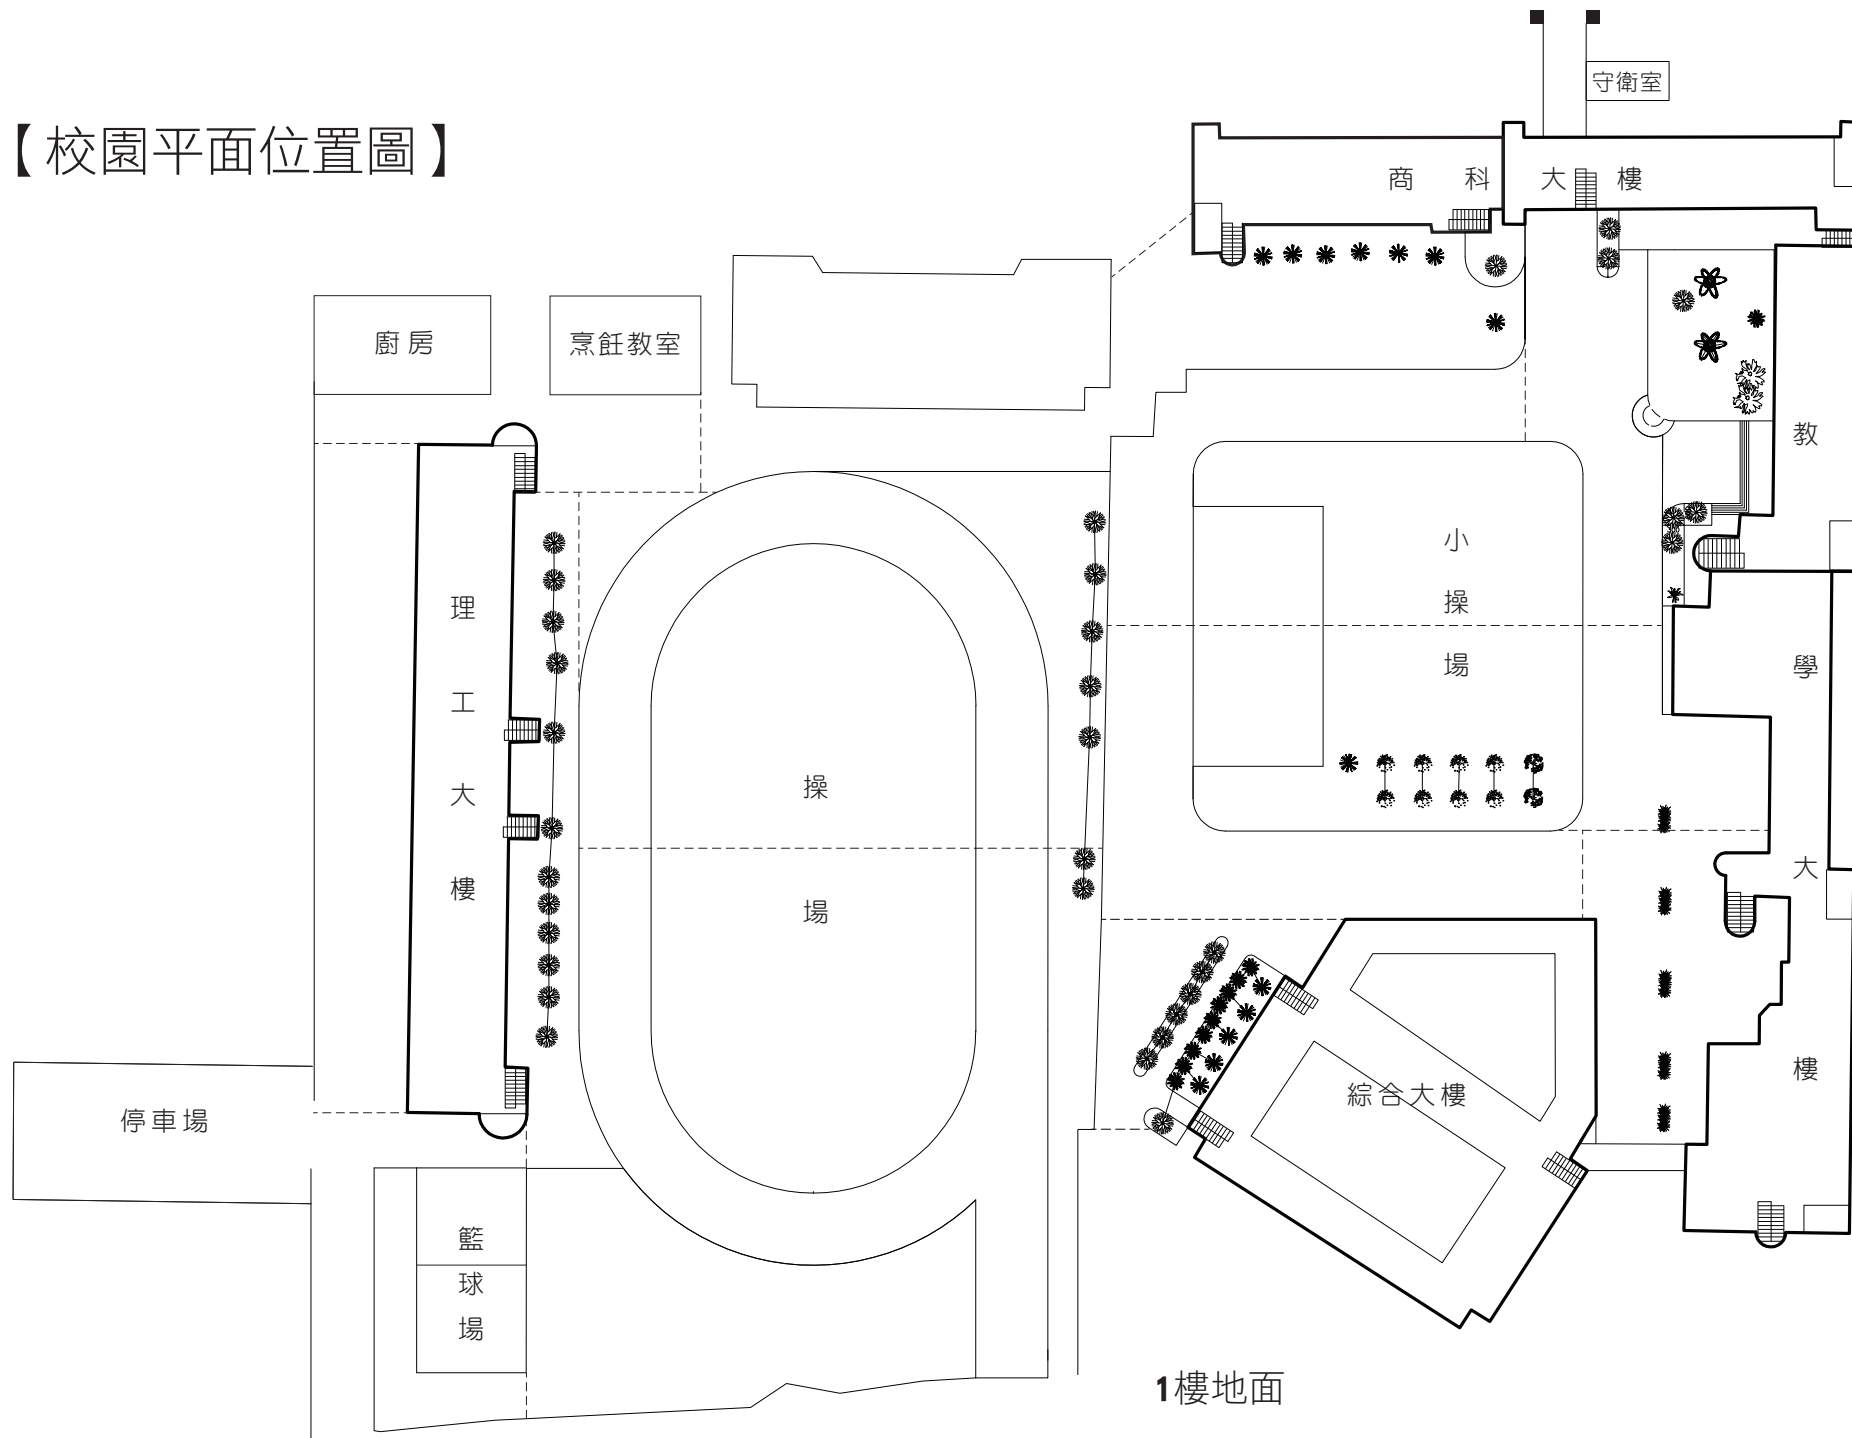 守衛室
【校園平面位置圖】
商科大樓
廚房
烹飪教室
教學大樓
小操場
理工大樓
操場
綜合大樓
停車場
籃球場
1樓地面